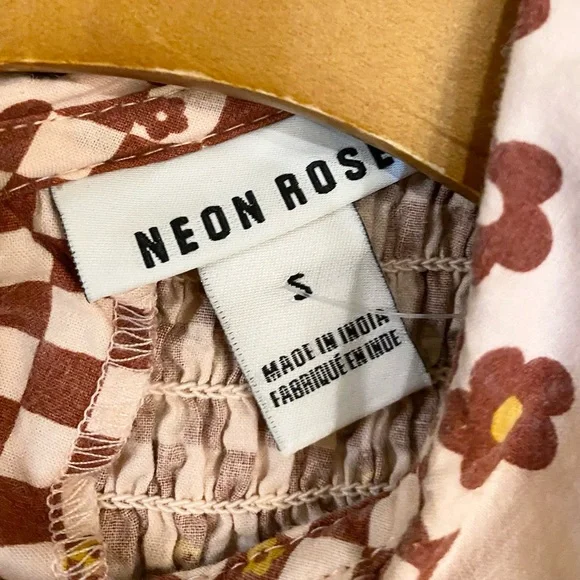 NEON ROSE
S
MADE IN INDIA
FABRIQUÉ EN INDE